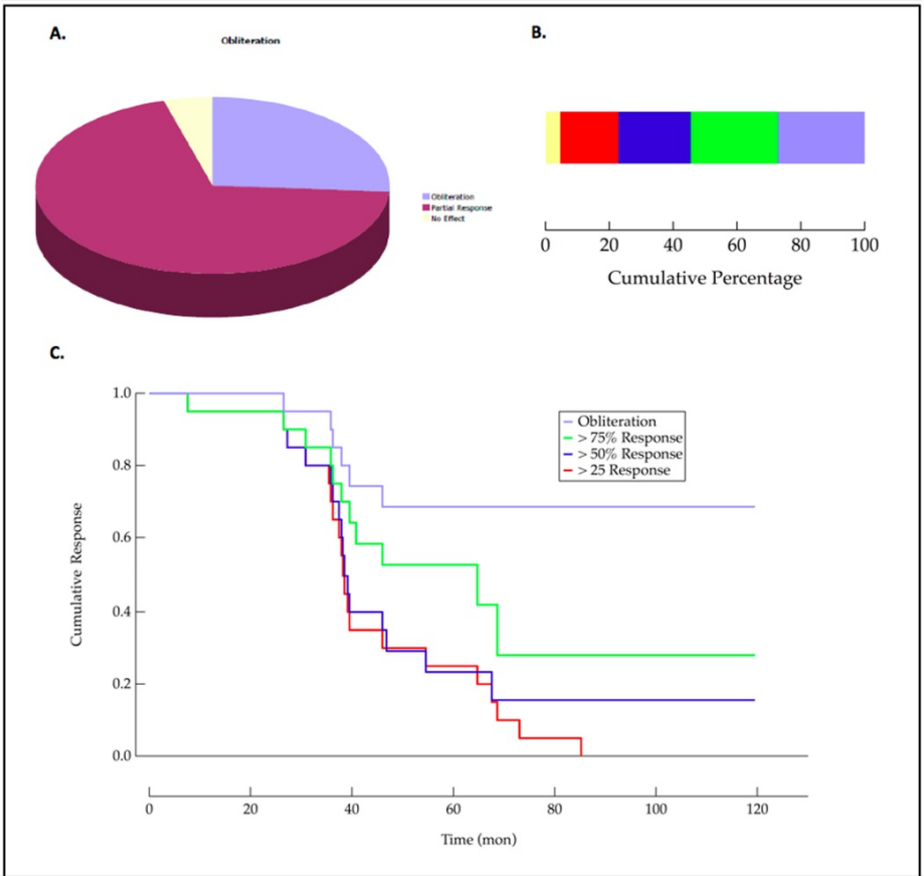 A.
Obliteration
Obliteration
Partial Response
No Effect
B.
0 20 40 60 80 100
Cumulative Percentage
C.
Cumulative Response
1.0
0.8
0.6
0.4
0.2
0.0
Obliteration
> 75% Response
> 50% Response
> 25 Response
0 20 40 60 80 100 120
Time (mon)